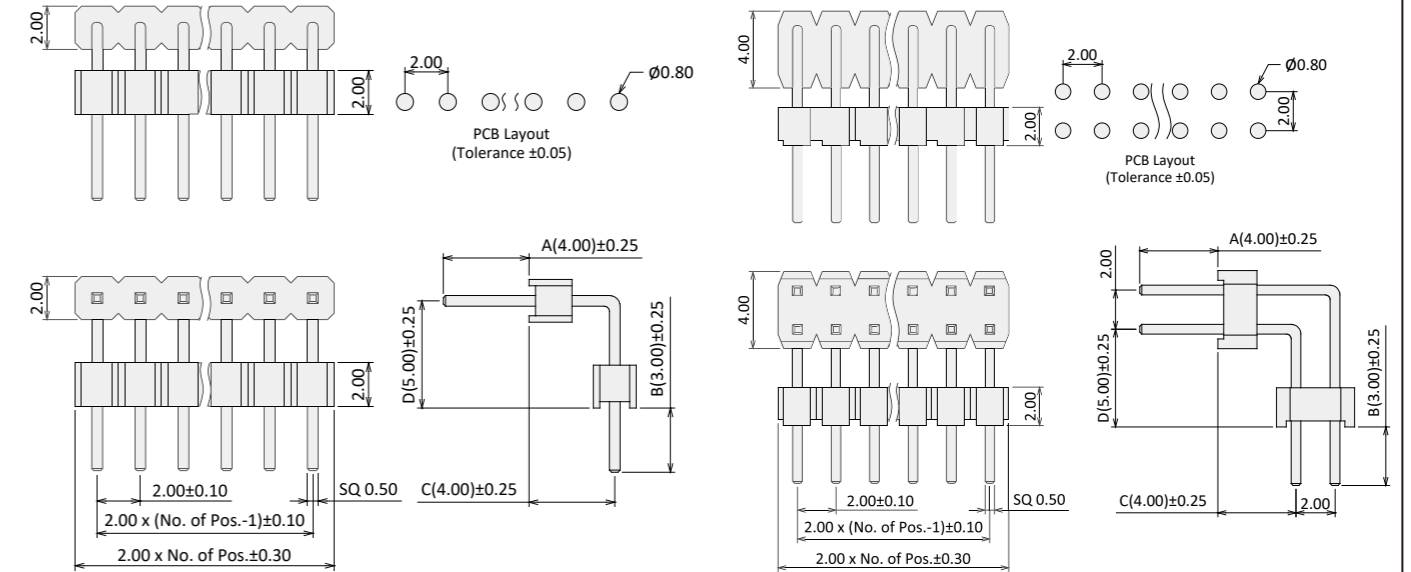 2.00
2.00
2.00
Ø0.80
PCB Layout
(Tolerance ±0.05)
2.00
2.00
2.00±0.10
SQ 0.50
2.00 x (No. of Pos.-1)±0.10
2.00 x No. of Pos.±0.30
A(4.00)±0.25
D(5.00)±0.25
B(3.00)±0.25
C(4.00)±0.25
4.00
2.00
2.00
Ø0.80
2.00
PCB Layout
(Tolerance ±0.05)
4.00
2.00
2.00±0.10
SQ 0.50
2.00 x (No. of Pos.-1)±0.10
2.00 x No. of Pos.±0.30
A(4.00)±0.25
2.00
D(5.00)±0.25
B(3.00)±0.25
C(4.00)±0.25
2.00